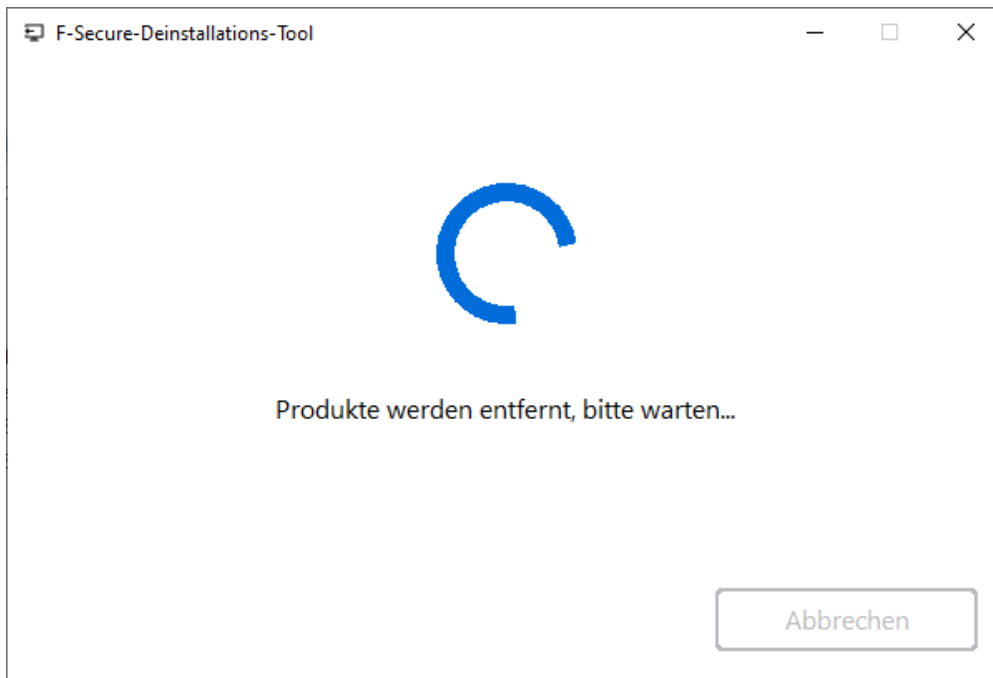 F-Secure-Deinstallations-Tool
Produkte werden entfernt, bitte warten...
Abbrechen